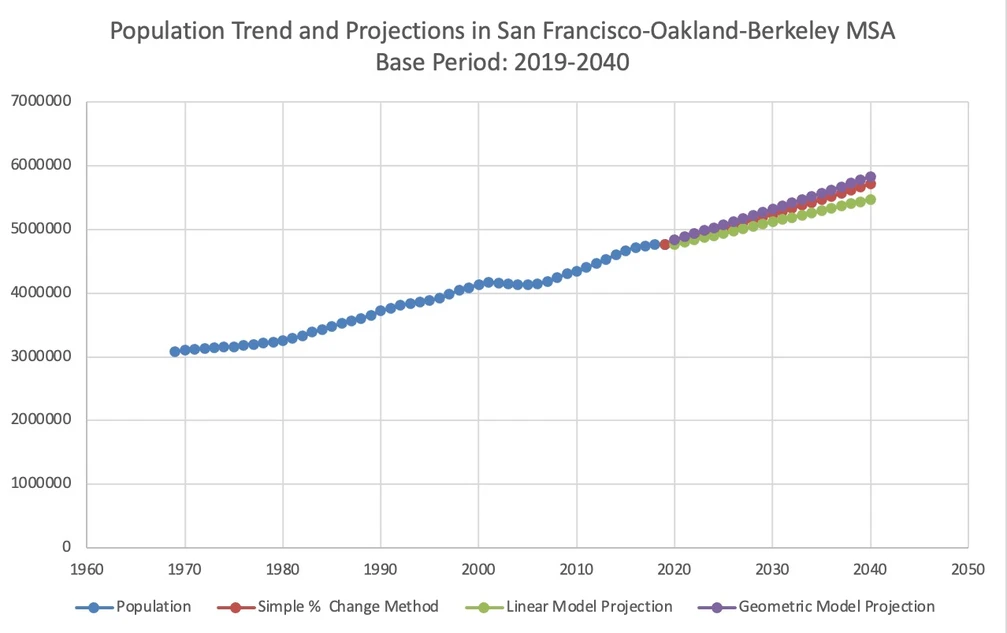 Population Trend and Projections in San Francisco-Oakland-Berkeley MSA
Base Period: 2019-2040
7000000
6000000
5000000
4000000
3000000
2000000
1000000
0
1960 1970 1980 1990 2000 2010 2020 2030 2040 2050
Population Simple % Change Method Linear Model Projection Geometric Model Projection